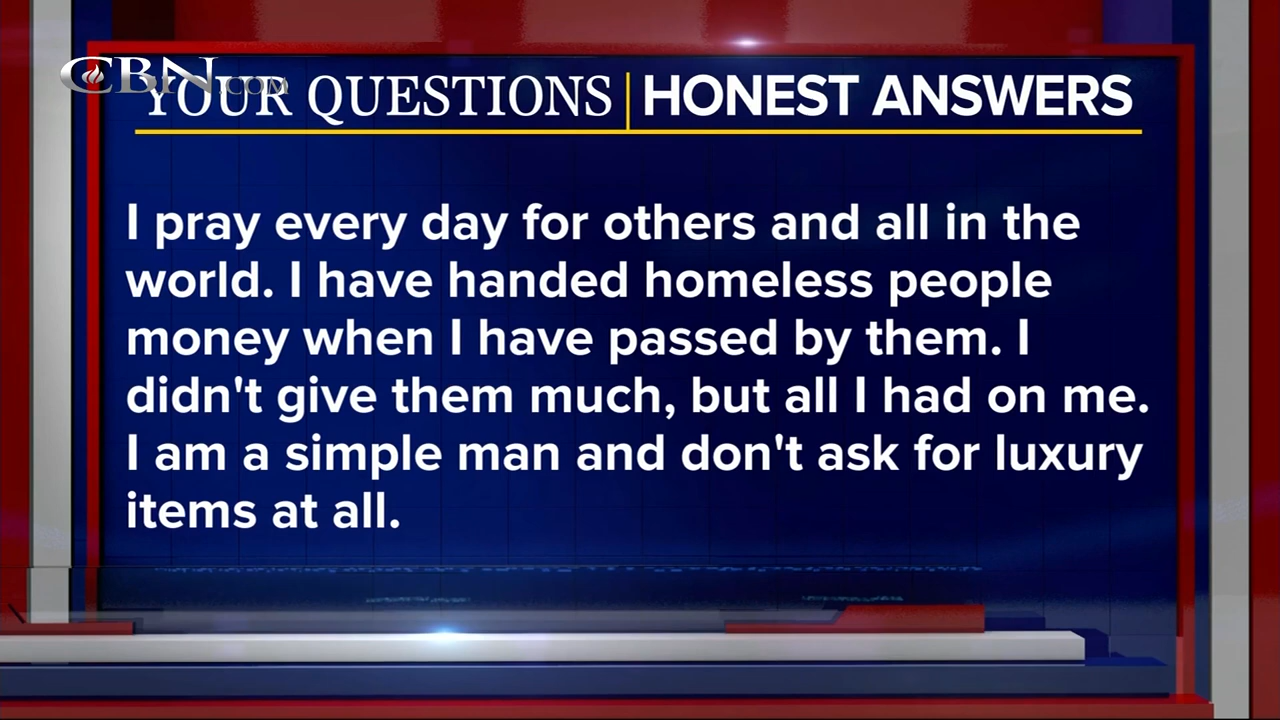 CBN.COM
YOUR QUESTIONS | HONEST ANSWERS
I pray every day for others and all in the
world. I have handed homeless people
money when I have passed by them. I
didn't give them much, but all I had on me.
I am a simple man and don't ask for luxury
items at all.